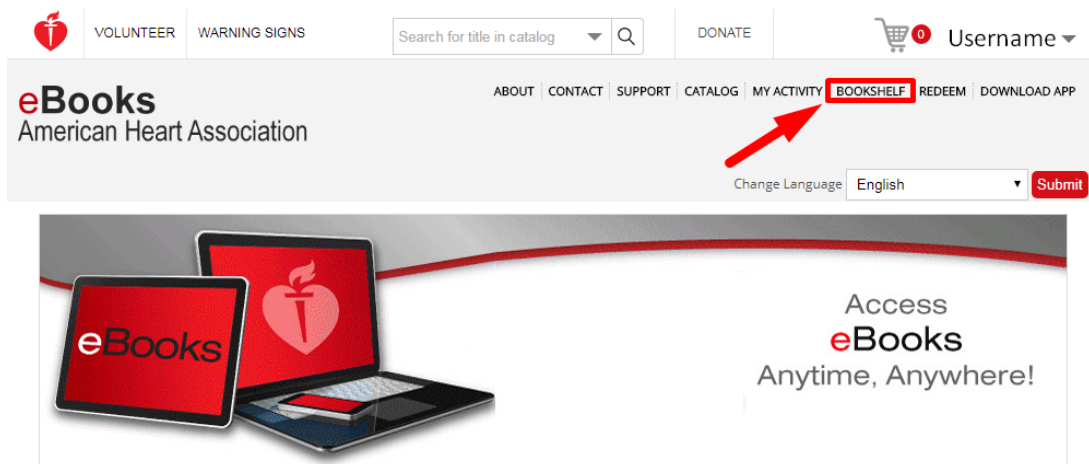 VOLUNTEER WARNING SIGNS Search for title in catalog DONATE 0 Username
eBooks
American Heart Association
ABOUT CONTACT SUPPORT CATALOG MY ACTIVITY BOOKSHELF REDEEM DOWNLOAD APP
Change Language English Submit
eBooks
Access
eBooks
Anytime, Anywhere!